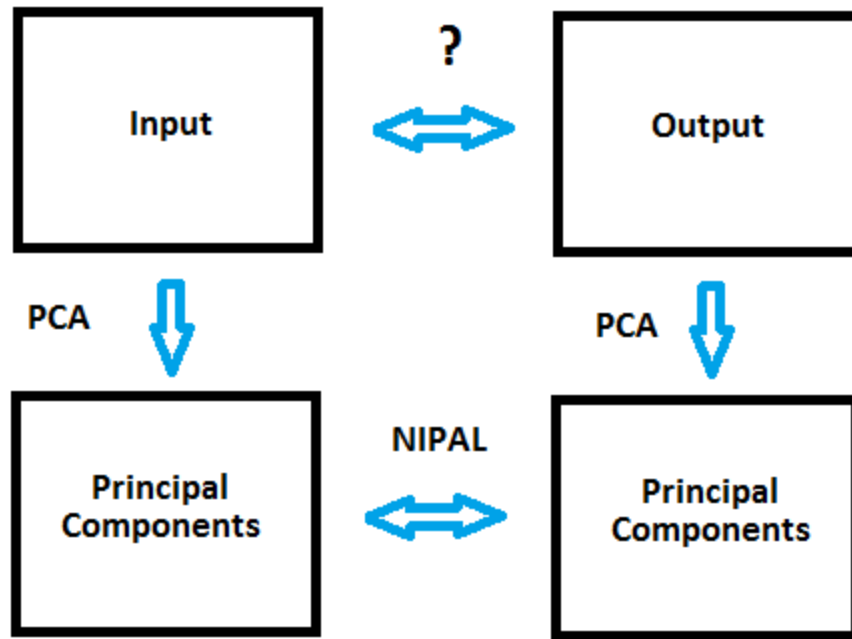 ?
Input
Output
PCA
PCA
NIPAL
Principal
Components
Principal
Components